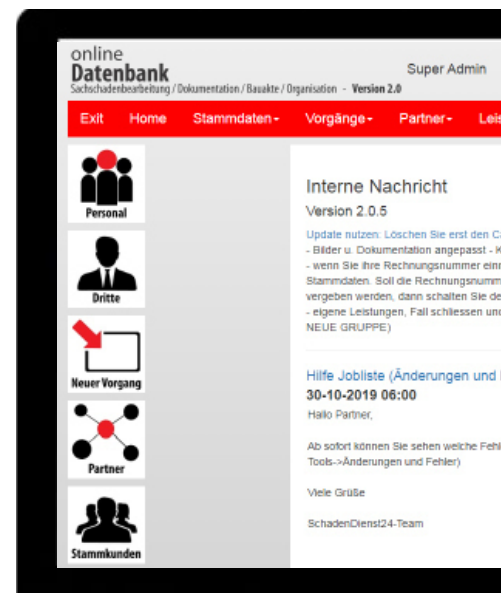 online
Datenbank
Sachschadenbearbeitung / Dokumentation / Bauakte / Organisation - Version 2.0
Super Admin
Exit Home Stammdaten Vorgänge Partner
Personal
Dritte
Neuer Vorgang
Partner
Stammkunden
Interne Nachricht
Version 2.0.5
Update nutzen: Löschen Sie erst den
- Bilder u. Dokumentation angepasst -
- wenn Sie Ihre Rechnungsnummer
Stammdaten. Soll die
vergeben werden, dann schalten Sie
- eigene Leistungen, Fall schliessen
NEUE GRUPPE)
Hilfe Jobliste (Änderungen und
30-10-2019 06:00
Hallo Partner,
Ab sofort können Sie sehen welche
Tools->Änderungen und Fehler)
Viele Grüße
SchadenDienst24-Team